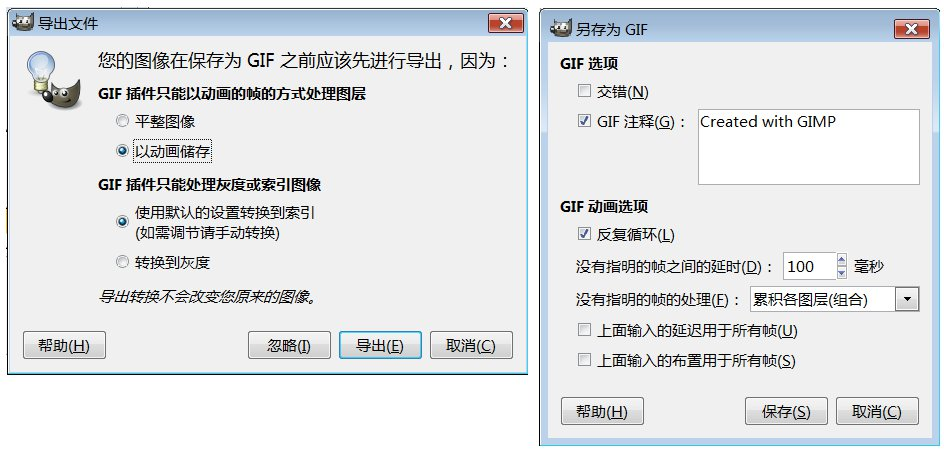 导出文件
您的图像在保存为 GIF 之前应该先进行导出，因为：
GIF 插件只能以动画的帧的方式处理图层
平整图像
以动画储存
GIF 插件只能处理灰度或索引图像
使用默认的设置转换到索引
(如需调节请手动转换)
转换到灰度
导出转换不会改变您原来的图像。
帮助(H)
忽略(I)
导出(E)
取消(C)
另存为 GIF
GIF 选项
交错(N)
GIF 注释(G)：
Created with GIMP
GIF 动画选项
反复循环(L)
没有指明的帧之间的延时(D)： 100 毫秒
没有指明的帧的处理(F)： 累积各图层(组合)
上面输入的延迟用于所有帧(U)
上面输入的布置用于所有帧(S)
帮助(H)
保存(S)
取消(C)